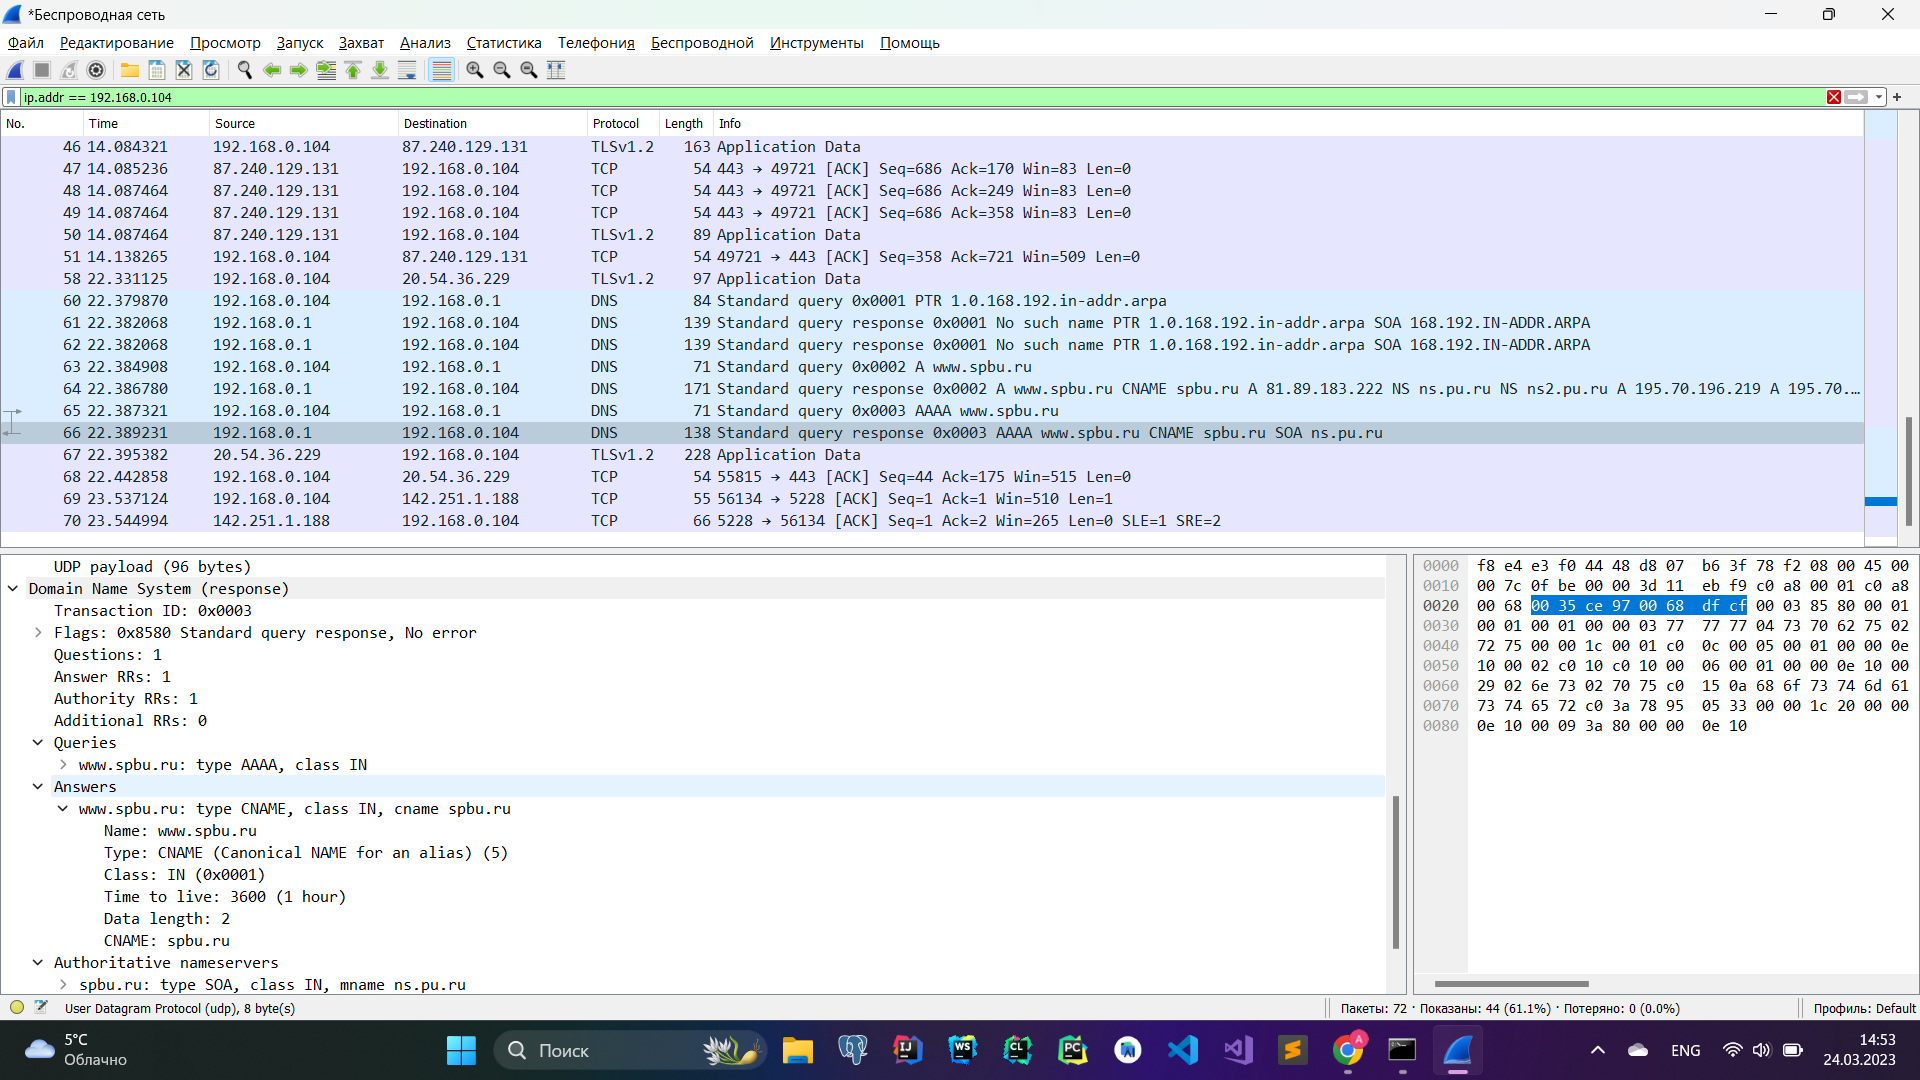 *Беспроводная сеть
Файл Редактирование Просмотр Запуск Захват Анализ Статистика Телефония Беспроводной Инструменты Помощь
ip.addr == 192.168.0.104
No. Time Source Destination Protocol Length Info
46 14.084321 192.168.0.104 87.240.129.131 TLSv1.2 163 Application Data
47 14.085236 87.240.129.131 192.168.0.104 TCP 54 443 → 49721 [ACK] Seq=686 Ack=170 Win=83 Len=0
48 14.087464 87.240.129.131 192.168.0.104 TCP 54 443 → 49721 [ACK] Seq=686 Ack=249 Win=83 Len=0
49 14.087464 87.240.129.131 192.168.0.104 TCP 54 443 → 49721 [ACK] Seq=686 Ack=358 Win=83 Len=0
50 14.087464 87.240.129.131 192.168.0.104 TLSv1.2 89 Application Data
51 14.138265 192.168.0.104 87.240.129.131 TCP 54 49721 → 443 [ACK] Seq=358 Ack=721 Win=509 Len=0
58 22.331125 192.168.0.104 20.54.36.229 TLSv1.2 97 Application Data
60 22.379870 192.168.0.104 192.168.0.1 DNS 84 Standard query 0x0001 PTR 1.0.168.192.in-addr.arpa
61 22.382068 192.168.0.1 192.168.0.104 DNS 139 Standard query response 0x0001 No such name PTR 1.0.168.192.in-addr.arpa SOA 168.192.IN-ADDR.ARPA
62 22.382068 192.168.0.1 192.168.0.104 DNS 139 Standard query response 0x0001 No such name PTR 1.0.168.192.in-addr.arpa SOA 168.192.IN-ADDR.ARPA
63 22.384908 192.168.0.104 192.168.0.1 DNS 71 Standard query 0x0002 A www.spbu.ru
64 22.386780 192.168.0.1 192.168.0.104 DNS 171 Standard query response 0x0002 A www.spbu.ru CNAME spbu.ru A 81.89.183.222 NS ns.pu.ru NS ns2.pu.ru A 195.70.196.219 A 195.70.…
65 22.387321 192.168.0.104 192.168.0.1 DNS 71 Standard query 0x0003 AAAA www.spbu.ru
66 22.389231 192.168.0.1 192.168.0.104 DNS 138 Standard query response 0x0003 AAAA www.spbu.ru CNAME spbu.ru SOA ns.pu.ru
67 22.395382 20.54.36.229 192.168.0.104 TLSv1.2 228 Application Data
68 22.442858 192.168.0.104 20.54.36.229 TCP 54 55815 → 443 [ACK] Seq=44 Ack=175 Win=515 Len=0
69 23.537124 192.168.0.104 142.251.1.188 TCP 55 56134 → 5228 [ACK] Seq=1 Ack=1 Win=510 Len=1
70 23.544994 142.251.1.188 192.168.0.104 TCP 66 5228 → 56134 [ACK] Seq=1 Ack=2 Win=265 Len=0 SLE=1 SRE=2
UDP payload (96 bytes)
Domain Name System (response)
Transaction ID: 0x0003
Flags: 0x8580 Standard query response, No error
Questions: 1
Answer RRs: 1
Authority RRs: 1
Additional RRs: 0
Queries
www.spbu.ru: type AAAA, class IN
Answers
www.spbu.ru: type CNAME, class IN, cname spbu.ru
Name: www.spbu.ru
Type: CNAME (Canonical NAME for an alias) (5)
Class: IN (0x0001)
Time to live: 3600 (1 hour)
Data length: 2
CNAME: spbu.ru
Authoritative nameservers
spbu.ru: type SOA, class IN, mname ns.pu.ru
0000 f8 e4 e3 f0 44 48 d8 07 b6 3f 78 f2 08 00 45 00
0010 00 7c 0f be 00 00 3d 11 eb f9 c0 a8 00 01 c0 a8
0020 00 68 00 35 ce 97 00 68 df cf 00 03 85 80 00 01
0030 00 01 00 01 00 00 03 77 77 77 04 73 70 62 75 02
0040 72 75 00 00 1c 00 01 c0 0c 00 05 00 01 00 00 0e
0050 10 00 02 c0 10 c0 10 00 06 00 01 00 00 0e 10 00
0060 29 02 6e 73 02 70 75 c0 15 0a 68 6f 73 74 6d 61
0070 73 74 65 72 c0 3a 78 95 05 33 00 00 1c 20 00 00
0080 0e 10 00 09 3a 80 00 00 0e 10
User Datagram Protocol (udp), 8 byte(s)
Пакеты: 72 · Показаны: 44 (61.1%) · Потеряно: 0 (0.0%)
Профиль: Default
5°C
Облачно
Поиск
IJ
WS
CL
PC
A
ENG
14:53
24.03.2023